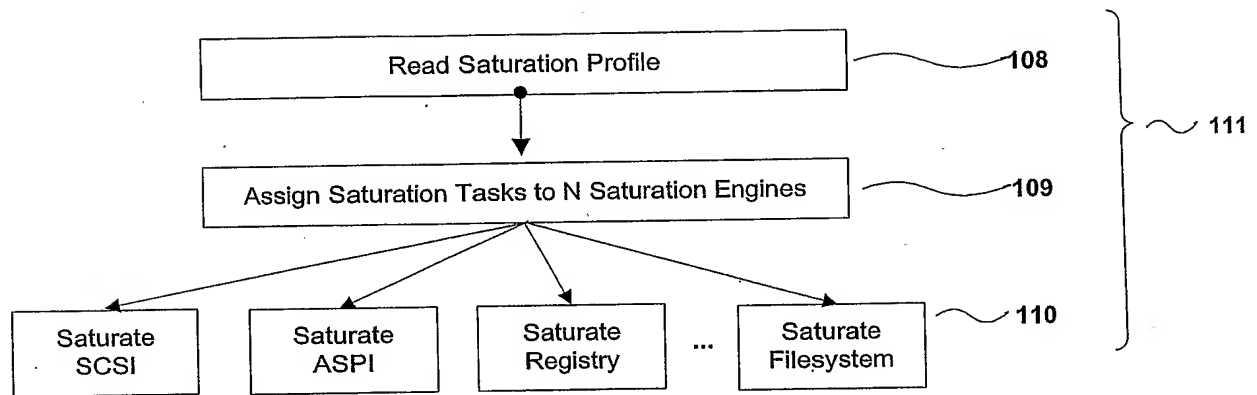 Read Saturation Profile
108
111
Assign Saturation Tasks to N Saturation Engines
109
Saturate
SCSI
Saturate
ASPI
Saturate
Registry
...
Saturate
Filesystem
110